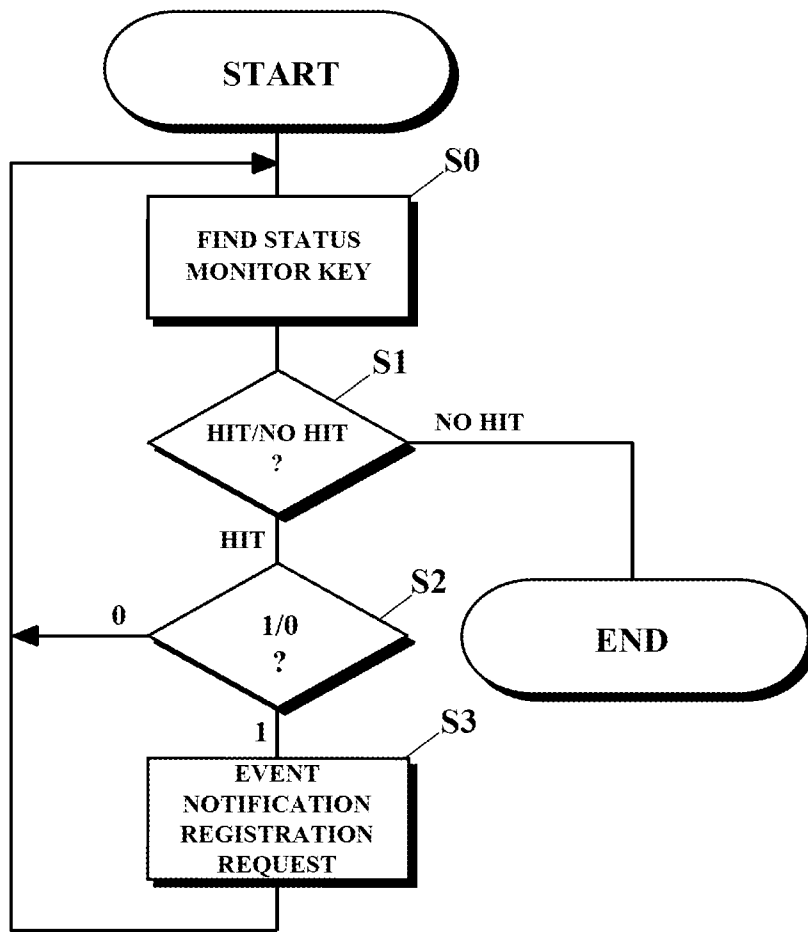 START
S0
FIND STATUS
MONITOR KEY
S1
HIT/NO HIT
?
NO HIT
HIT
S2
0
1/0
?
END
1
S3
EVENT
NOTIFICATION
REGISTRATION
REQUEST